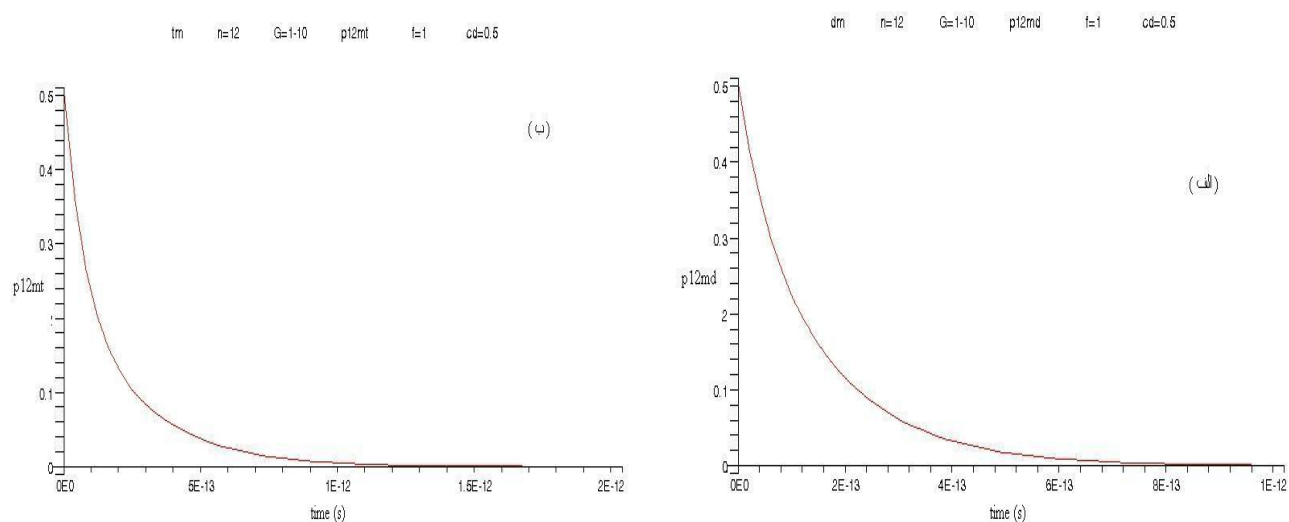 tm n=12 G=1-10 p12mt f=1 cd=0.5
(ب)
0.5
0.4
0.3
p12mt
0.1
0
0E0 5E-13 1E-12 1.5E-12 2E-12
time (s)
dm n=12 G=1-10 p12md f=1 cd=0.5
(الف)
0.5
0.4
0.3
p12md
2
0.1
0
0E0 2E-13 4E-13 6E-13 8E-13 1E-12
time (s)